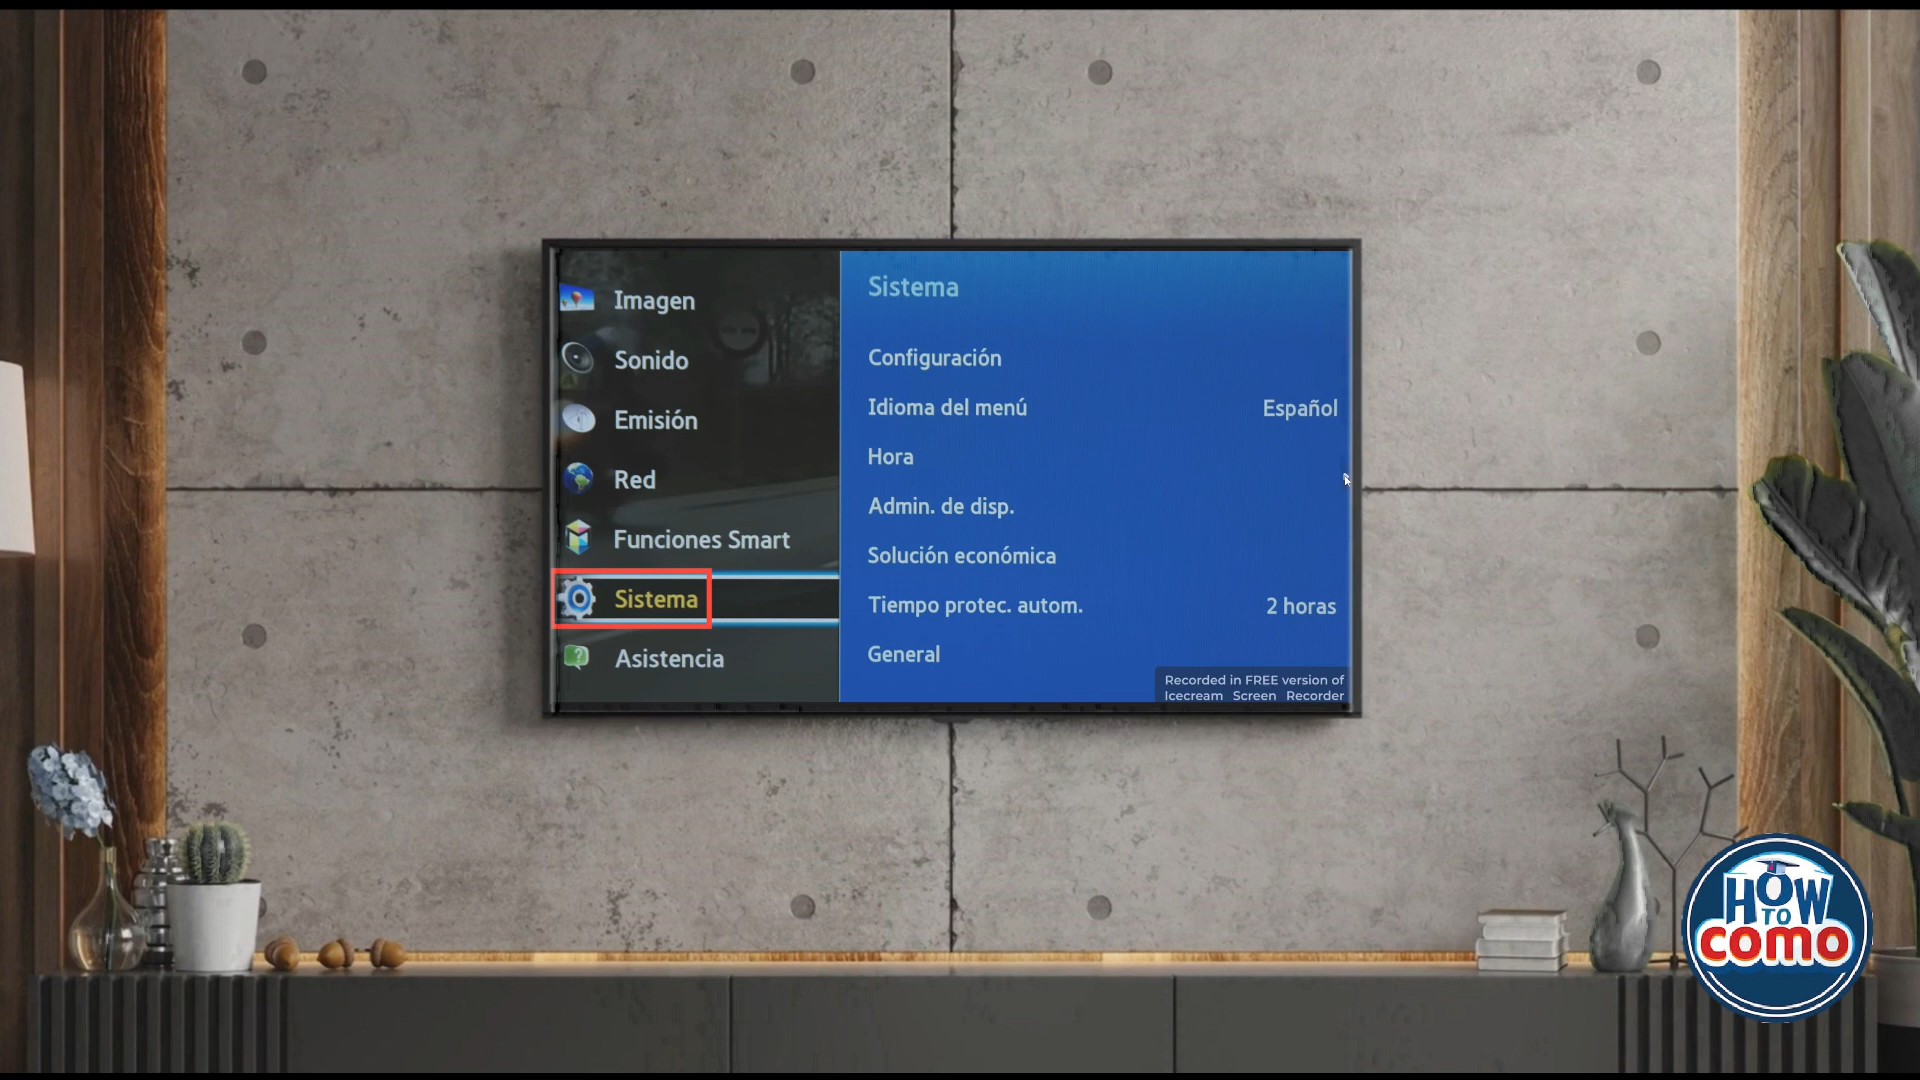 Imagen
Sonido
Emisión
Red
Funciones Smart
Sistema
Asistencia
Sistema
Configuración
Idioma del menú Español
Hora
Admin. de disp.
Solución económica
Tiempo protec. autom. 2 horas
General
Recorded in FREE version of
Icecream Screen Recorder
HOW
TO
COMO